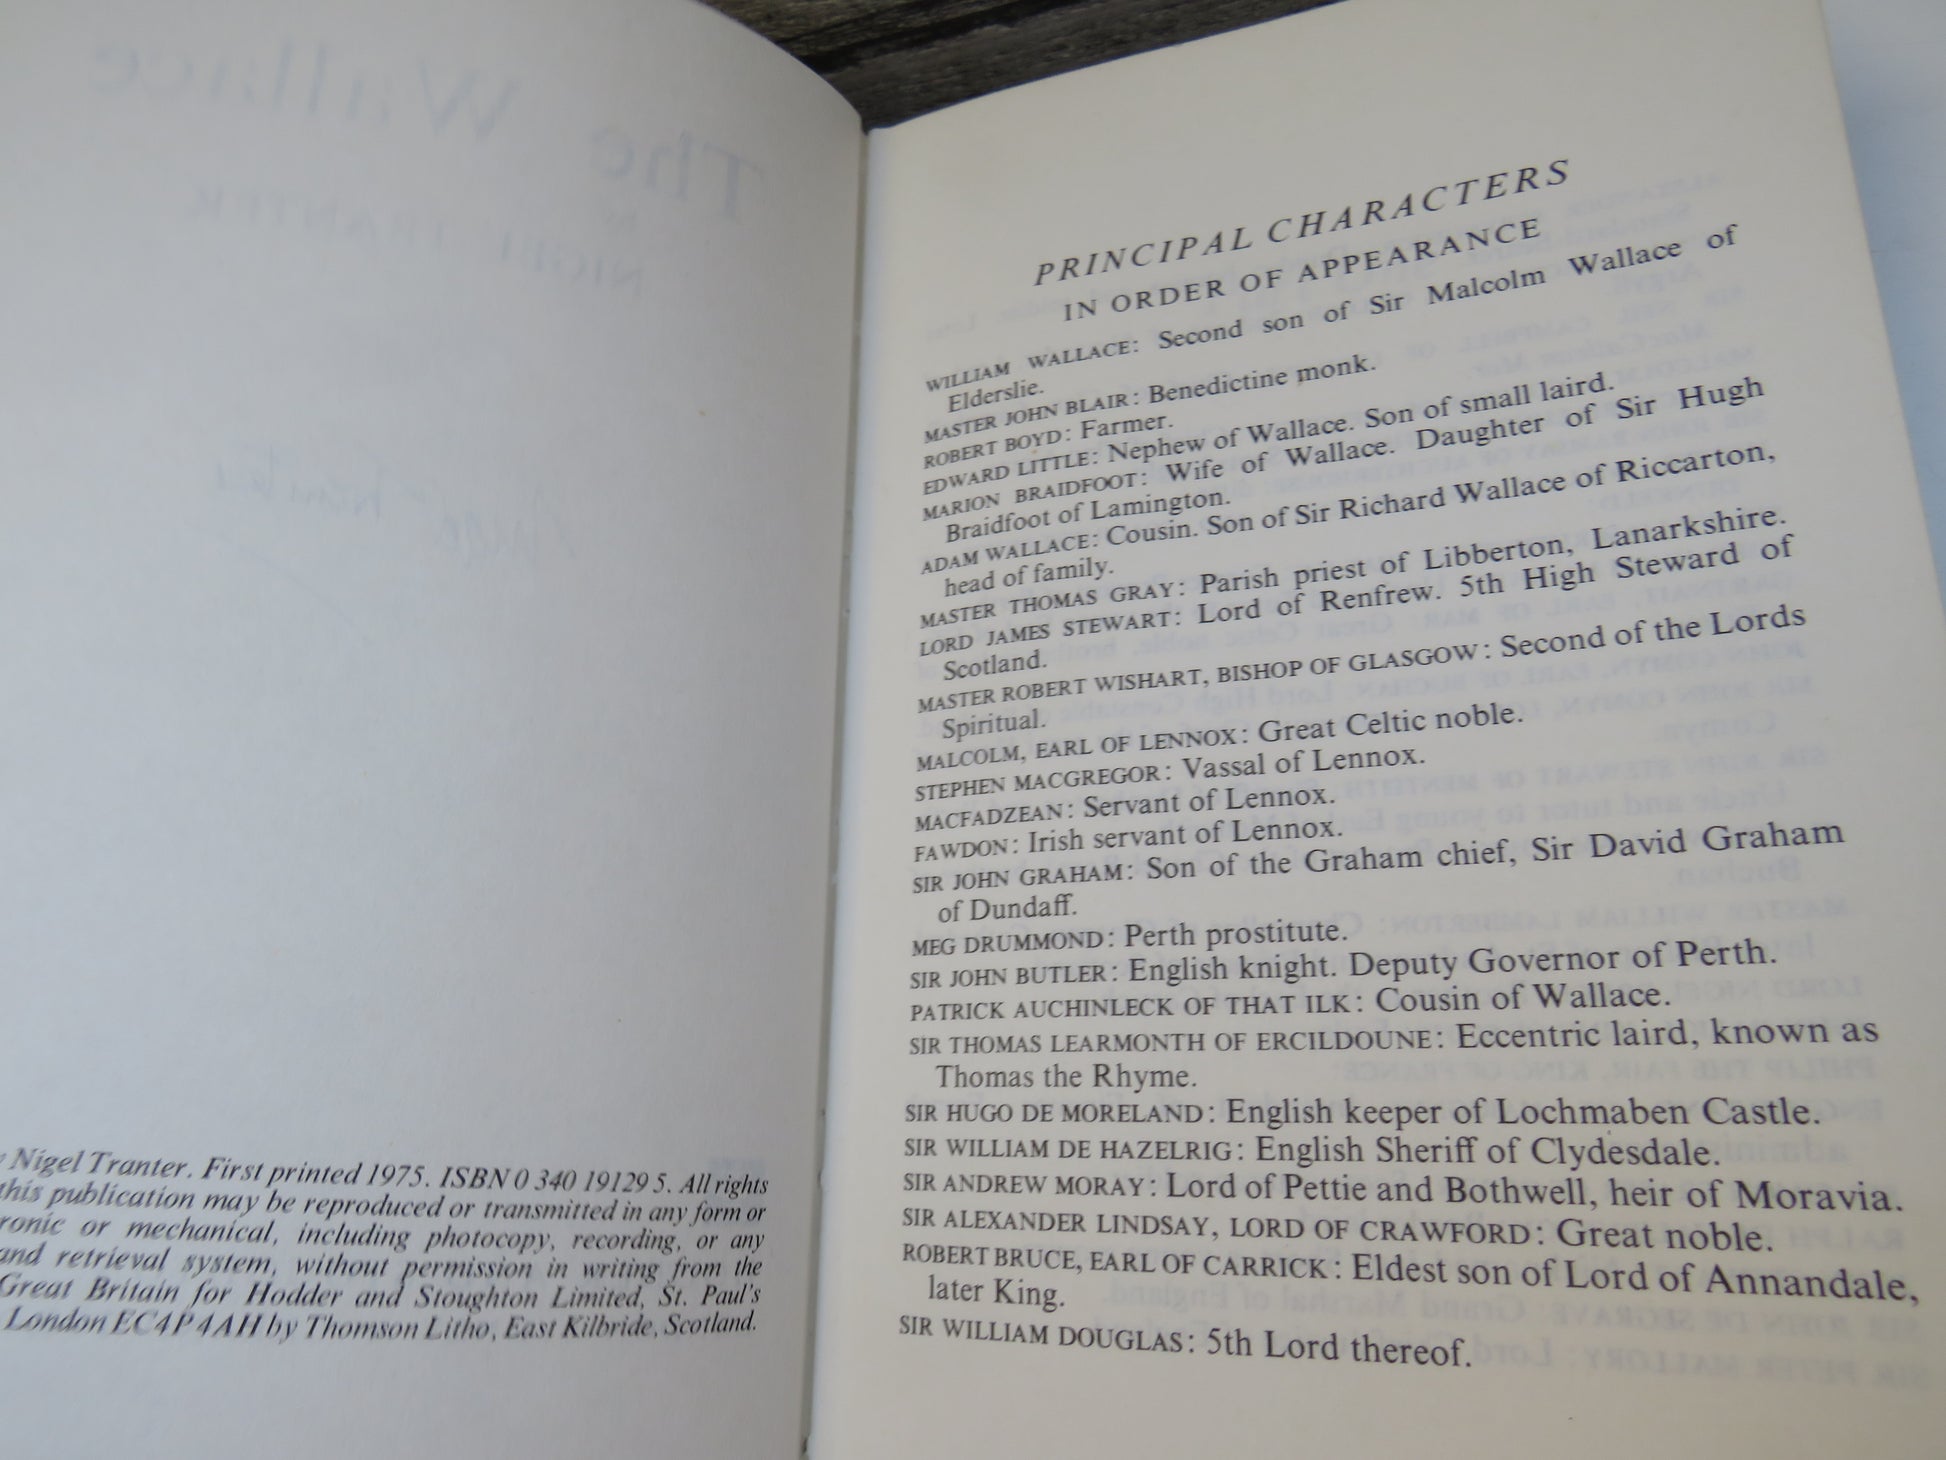 Nigel Tranter. First printed 1975. ISBN 0 340 19129 5. All rights
this publication may be reproduced or transmitted in any form or
ronic or mechanical, including photocopy, recording, or any
and retrieval system, without permission in writing from the
Great Britain for Hodder and Stoughton Limited, St. Paul's
London EC4P 4AH by Thomson Litho, East Kilbride, Scotland.
PRINCIPAL CHARACTERS
IN ORDER OF APPEARANCE
WILLIAM WALLACE: Second son of Sir Malcolm Wallace of
Elderslie.
MASTER JOHN BLAIR: Benedictine monk.
ROBERT BOYD: Farmer.
EDWARD LITTLE: Nephew of Wallace. Son of small laird.
MARION BRAIDFOOT: Wife of Wallace. Daughter of Sir Hugh
Braidfoot of Lamington.
ADAM WALLACE: Cousin. Son of Sir Richard Wallace of Riccarton,
head of family.
MASTER THOMAS GRAY: Parish priest of Libberton, Lanarkshire.
LORD JAMES STEWART: Lord of Renfrew. 5th High Steward of
Scotland.
MASTER ROBERT WISHART, BISHOP OF GLASGOW: Second of the Lords
Spiritual.
MALCOLM, EARL OF LENNOX: Great Celtic noble.
STEPHEN MACGREGOR: Vassal of Lennox.
MACFADZEAN: Servant of Lennox.
FAWDON: Irish servant of Lennox.
SIR JOHN GRAHAM: Son of the Graham chief, Sir David Graham
of Dundaff.
MEG DRUMMOND: Perth prostitute.
SIR JOHN BUTLER: English knight. Deputy Governor of Perth.
PATRICK AUCHINLECK OF THAT ILK: Cousin of Wallace.
SIR THOMAS LEARMONTH OF ERCILDOUNE: Eccentric laird, known as
Thomas the Rhyme.
SIR HUGO DE MORELAND: English keeper of Lochmaben Castle.
SIR WILLIAM DE HAZELRIG: English Sheriff of Clydesdale.
SIR ANDREW MORAY: Lord of Pettie and Bothwell, heir of Moravia.
SIR ALEXANDER LINDSAY, LORD OF CRAWFORD: Great noble.
ROBERT BRUCE, EARL OF CARRICK: Eldest son of Lord of Annandale,
later King.
SIR WILLIAM DOUGLAS: 5th Lord thereof.